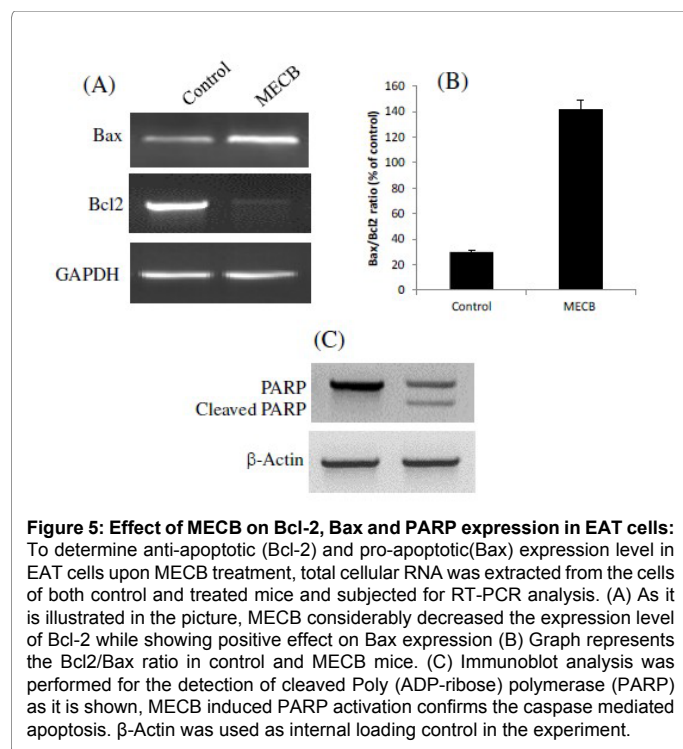 (A)
Control
MECB
Bax
Bcl2
GAPDH
(B)
Bax/Bcl2 ratio (% of control)
160
140
120
100
80
60
40
20
0
Control
MECB
(C)
PARP
Cleaved PARP
β-Actin
Figure 5: Effect of MECB on Bcl-2, Bax and PARP expression in EAT cells:
To determine anti-apoptotic (Bcl-2) and pro-apoptotic(Bax) expression level in
EAT cells upon MECB treatment, total cellular RNA was extracted from the cells
of both control and treated mice and subjected for RT-PCR analysis. (A) As it
is illustrated in the picture, MECB considerably decreased the expression level
of Bcl-2 while showing positive effect on Bax expression (B) Graph represents
the Bcl2/Bax ratio in control and MECB mice. (C) Immunoblot analysis was
performed for the detection of cleaved Poly (ADP-ribose) polymerase (PARP)
as it is shown, MECB induced PARP activation confirms the caspase mediated
apoptosis. β-Actin was used as internal loading control in the experiment.